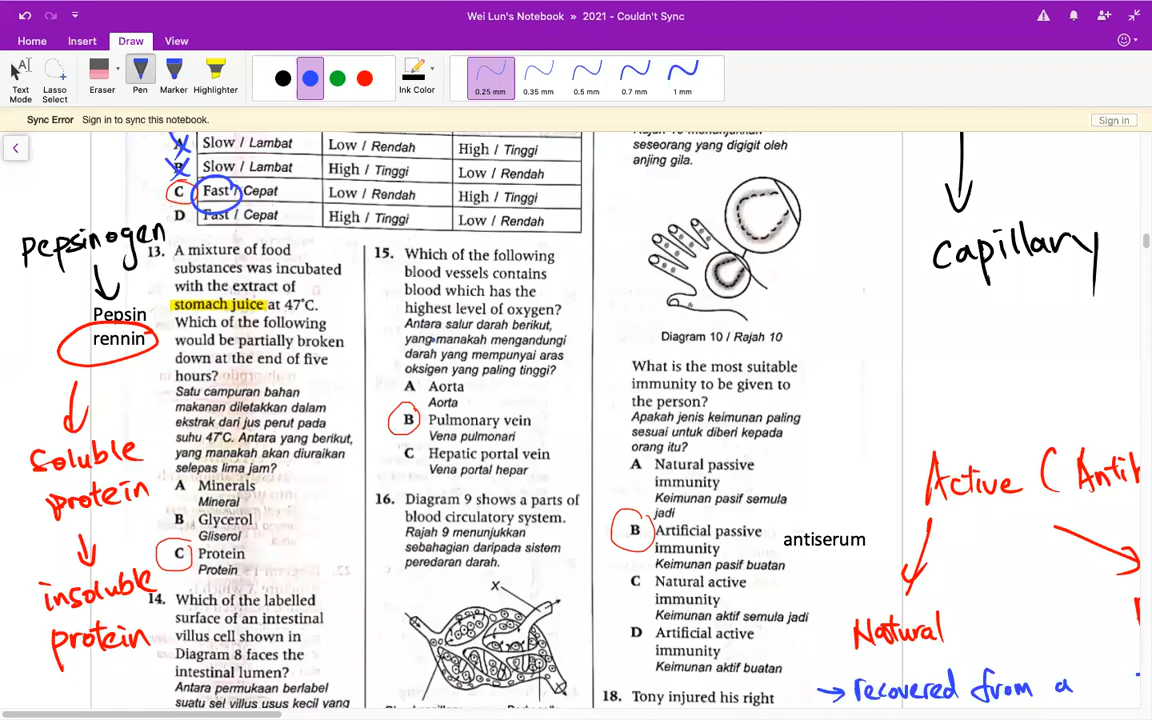 Wei Lun's Notebook » 2021 - Couldn't Sync
Home Insert Draw View
Text Mode
Lasso Select
Eraser
Pen
Marker
Highlighter
Ink Color
0.25 mm
0.35 mm
0.5 mm
0.7 mm
1 mm
Sync Error Sign in to sync this notebook.
Sign in
A Slow / Lambat Low / Rendah High / Tinggi
B Slow / Lambat High / Tinggi Low / Rendah
C Fast / Cepat Low / Rendah High / Tinggi
D Fast / Cepat High / Tinggi Low / Rendah
Pepsinogen
Pepsin
rennin
soluble
protein
insoluble
protein
13. A mixture of food
substances was incubated
with the extract of
stomach juice at 47°C.
Which of the following
would be partially broken
down at the end of five
hours?
Satu campuran bahan
makanan diletakkan dalam
ekstrak dari jus perut pada
suhu 47°C. Antara yang berikut,
yang manakah akan diuraikan
selepas lima jam?
A Minerals
Mineral
B Glycerol
Gliserol
C Protein
Protein
14. Which of the labelled
surface of an intestinal
villus cell shown in
Diagram 8 faces the
intestinal lumen?
Antara permukaan berlabel
suatu sel villus usus kecil yang
15. Which of the following
blood vessels contains
blood which has the
highest level of oxygen?
Antara salur darah berikut,
yang manakah mengandungi
darah yang mempunyai aras
oksigen yang paling tinggi?
A Aorta
Aorta
B Pulmonary vein
Vena pulmonari
C Hepatic portal vein
Vena portal hepar
16. Diagram 9 shows a parts of
blood circulatory system.
Rajah 9 menunjukkan
sebahagian daripada sistem
peredaran darah.
X
seseorang yang digigit oleh
anjing gila.
Diagram 10 / Rajah 10
What is the most suitable
immunity to be given to
the person?
Apakah jenis keimunan paling
sesuai untuk diberi kepada
orang itu?
A Natural passive
immunity
Keimunan pasif semula
jadi
B Artificial passive
immunity
Keimunan pasif buatan
C Natural active
immunity
Keimunan aktif semula jadi
D Artificial active
immunity
Keimunan aktif buatan
18. Tony injured his right
antiserum
capillary
Active (Anti
Natural
→ recovered from a